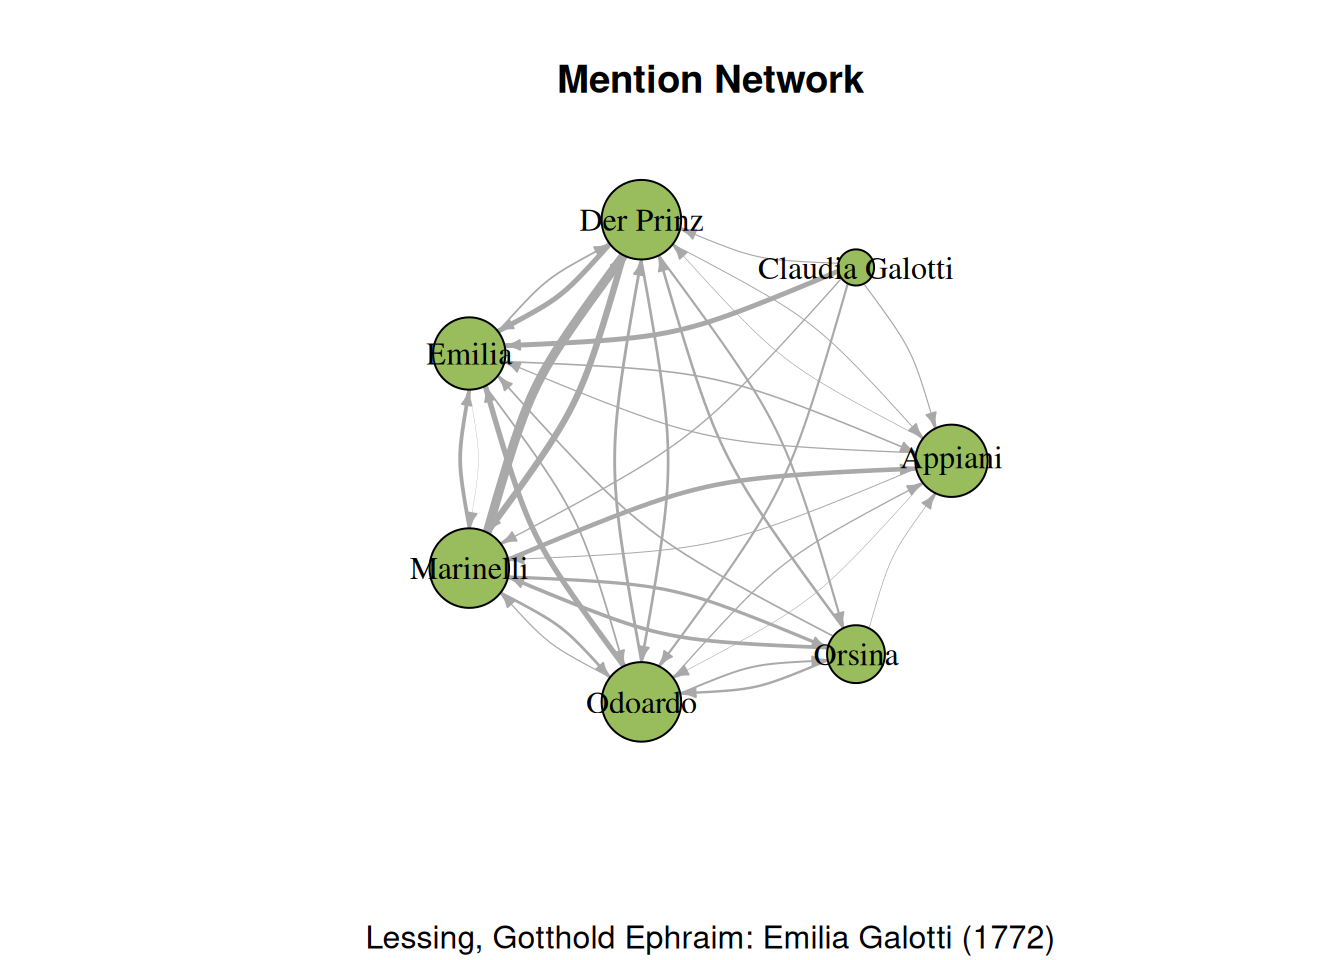 Mention Network
Der Prinz
Claudia Galotti
Emilia
Appiani
Marinelli
Orsina
Odoardo
Lessing, Gotthold Ephraim: Emilia Galotti (1772)